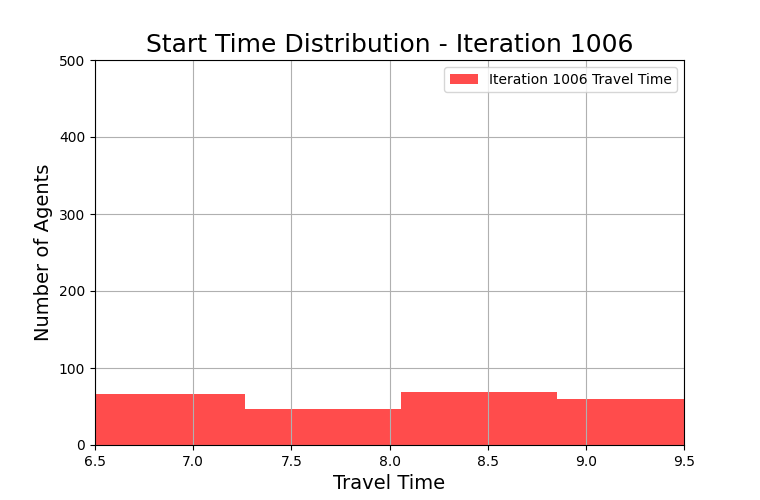 Start Time Distribution - Iteration 1006
Iteration 1006 Travel Time
Number of Agents
500
400
300
200
100
0
6.5 7.0 7.5 8.0 8.5 9.0 9.5
Travel Time